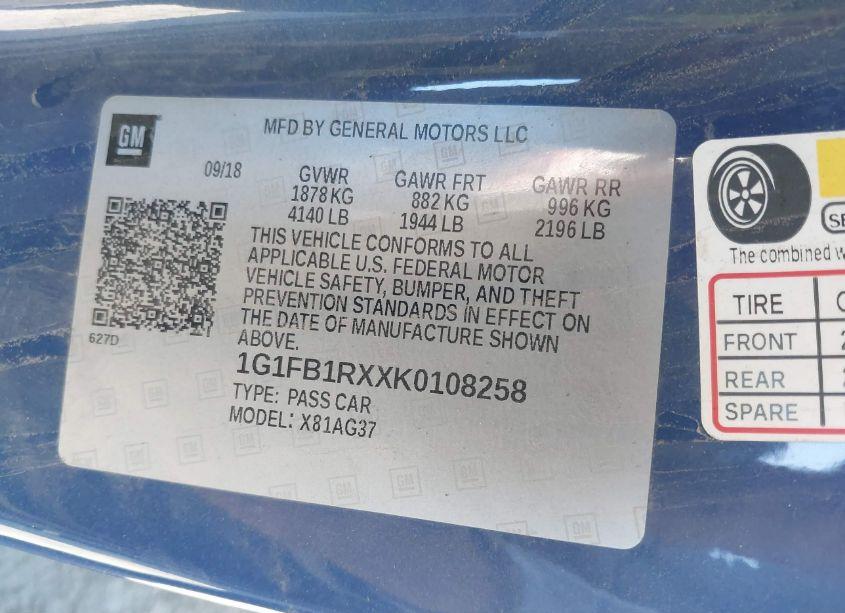 GM
MFD BY GENERAL MOTORS LLC
09/18
GVWR
1878 KG
4140 LB
GAWR FRT
882 KG
1944 LB
GAWR RR
996 KG
2196 LB
THIS VEHICLE CONFORMS TO ALL
APPLICABLE U.S. FEDERAL MOTOR
VEHICLE SAFETY, BUMPER, AND THEFT
PREVENTION STANDARDS IN EFFECT ON
THE DATE OF MANUFACTURE SHOWN
ABOVE.
627D
1G1FB1RXXK0108258
TYPE: PASS CAR
MODEL: X81AG37
The combined
TIRE
FRONT
REAR
SPARE